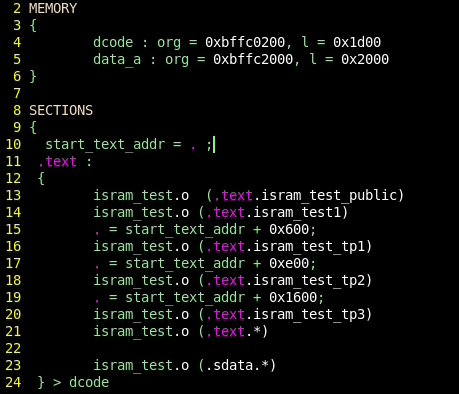 2 MEMORY
3 {
4         dcode : org = 0xbffc0200, l = 0x1d00
5         data_a : org = 0xbffc2000, l = 0x2000
6 }
7
8 SECTIONS
9 {
10   start_text_addr = . ;
11  .text :
12  {
13         isram_test.o  (.text.isram_test_public)
14         isram_test.o (.text.isram_test1)
15         . = start_text_addr + 0x600;
16         isram_test.o (.text.isram_test_tp1)
17         . = start_text_addr + 0xe00;
18         isram_test.o (.text.isram_test_tp2)
19         . = start_text_addr + 0x1600;
20         isram_test.o (.text.isram_test_tp3)
21         isram_test.o (.text.*)
22
23         isram_test.o (.sdata.*)
24  } > dcode